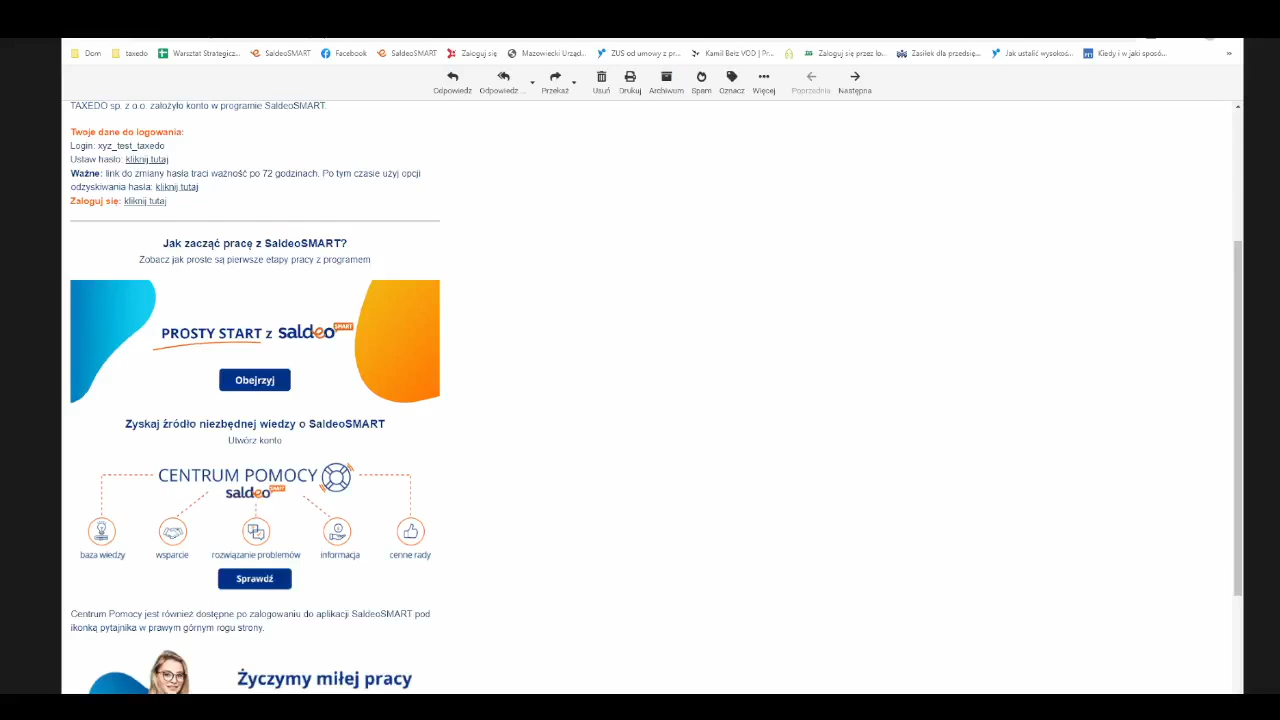 Dom taxedo Warsztat Strategicz... SaldeoSMART Facebook SaldeoSMART Zaloguj się Mazowiecki Urząd... ZUS od umowy z pr... Kamil Beiz VOD | Pr... Zaloguj się przez lo... Zasiłek dla przedsię... Jak ustalić wysokoś... Kiedy i w jaki sposó... »
Odpowiedz Odpowiedz ... Przekaż Usuń Drukuj Archiwum Spam Oznacz Więcej Poprzednia Następna
TAXEDO sp. z o.o. założyło konto w programie SaldeoSMART.
Twoje dane do logowania:
Login: xyz_test_taxedo
Ustaw hasło: kliknij tutaj
Ważne: link do zmiany hasła traci ważność po 72 godzinach. Po tym czasie użyj opcji
odzyskiwania hasła: kliknij tutaj
Zaloguj się: kliknij tutaj
Jak zacząć pracę z SaldeoSMART?
Zobacz jak proste są pierwsze etapy pracy z programem
PROSTY START z saldeo SMART
Obejrzyj
Zyskaj źródło niezbędnej wiedzy o SaldeoSMART
Utwórz konto
CENTRUM POMOCY
saldeo SMART
baza wiedzy wsparcie rozwiązanie problemów informacja cenne rady
Sprawdź
Centrum Pomocy jest również dostępne po zalogowaniu do aplikacji SaldeoSMART pod
ikonką pytajnika w prawym górnym rogu strony.
Życzymy miłej pracy